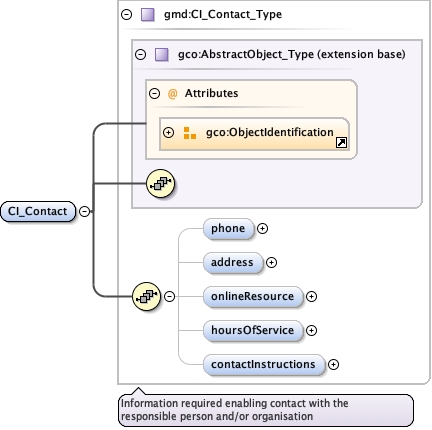 gmd:CI_Contact_Type
gco:AbstractObject_Type (extension base)
@ Attributes
gco:ObjectIdentification
CI_Contact
phone
address
onlineResource
hoursOfService
contactInstructions
Information required enabling contact with the
responsible person and/or organisation